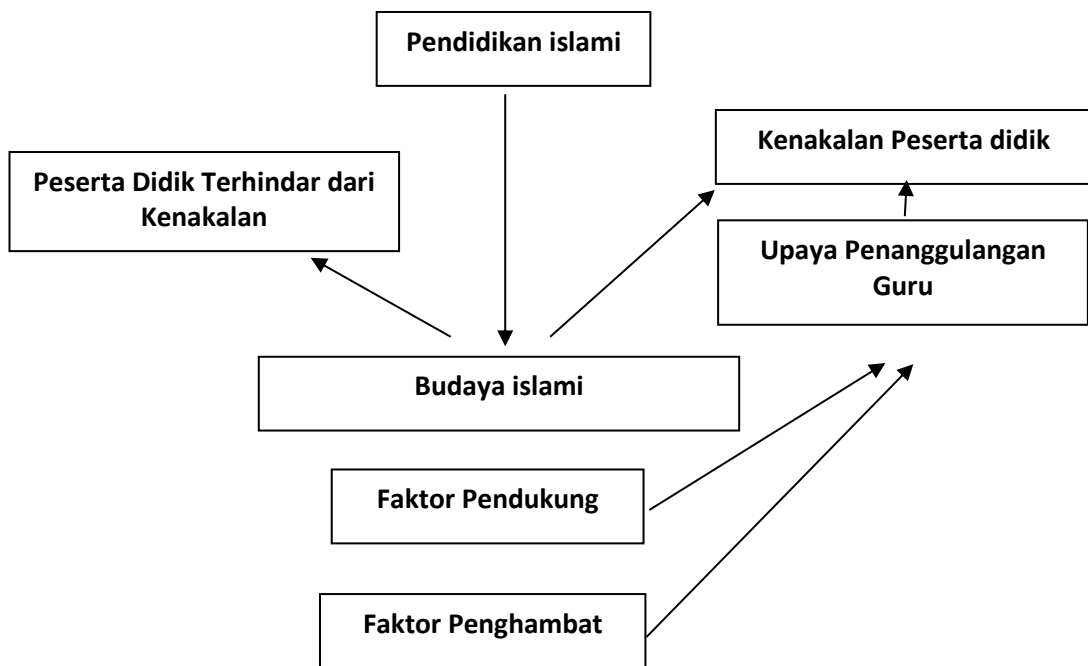 Pendidikan islami
Kenakalan Peserta didik
Peserta Didik Terhindar dari
Kenakalan
Upaya Penanggulangan
Guru
Budaya islami
Faktor Pendukung
Faktor Penghambat